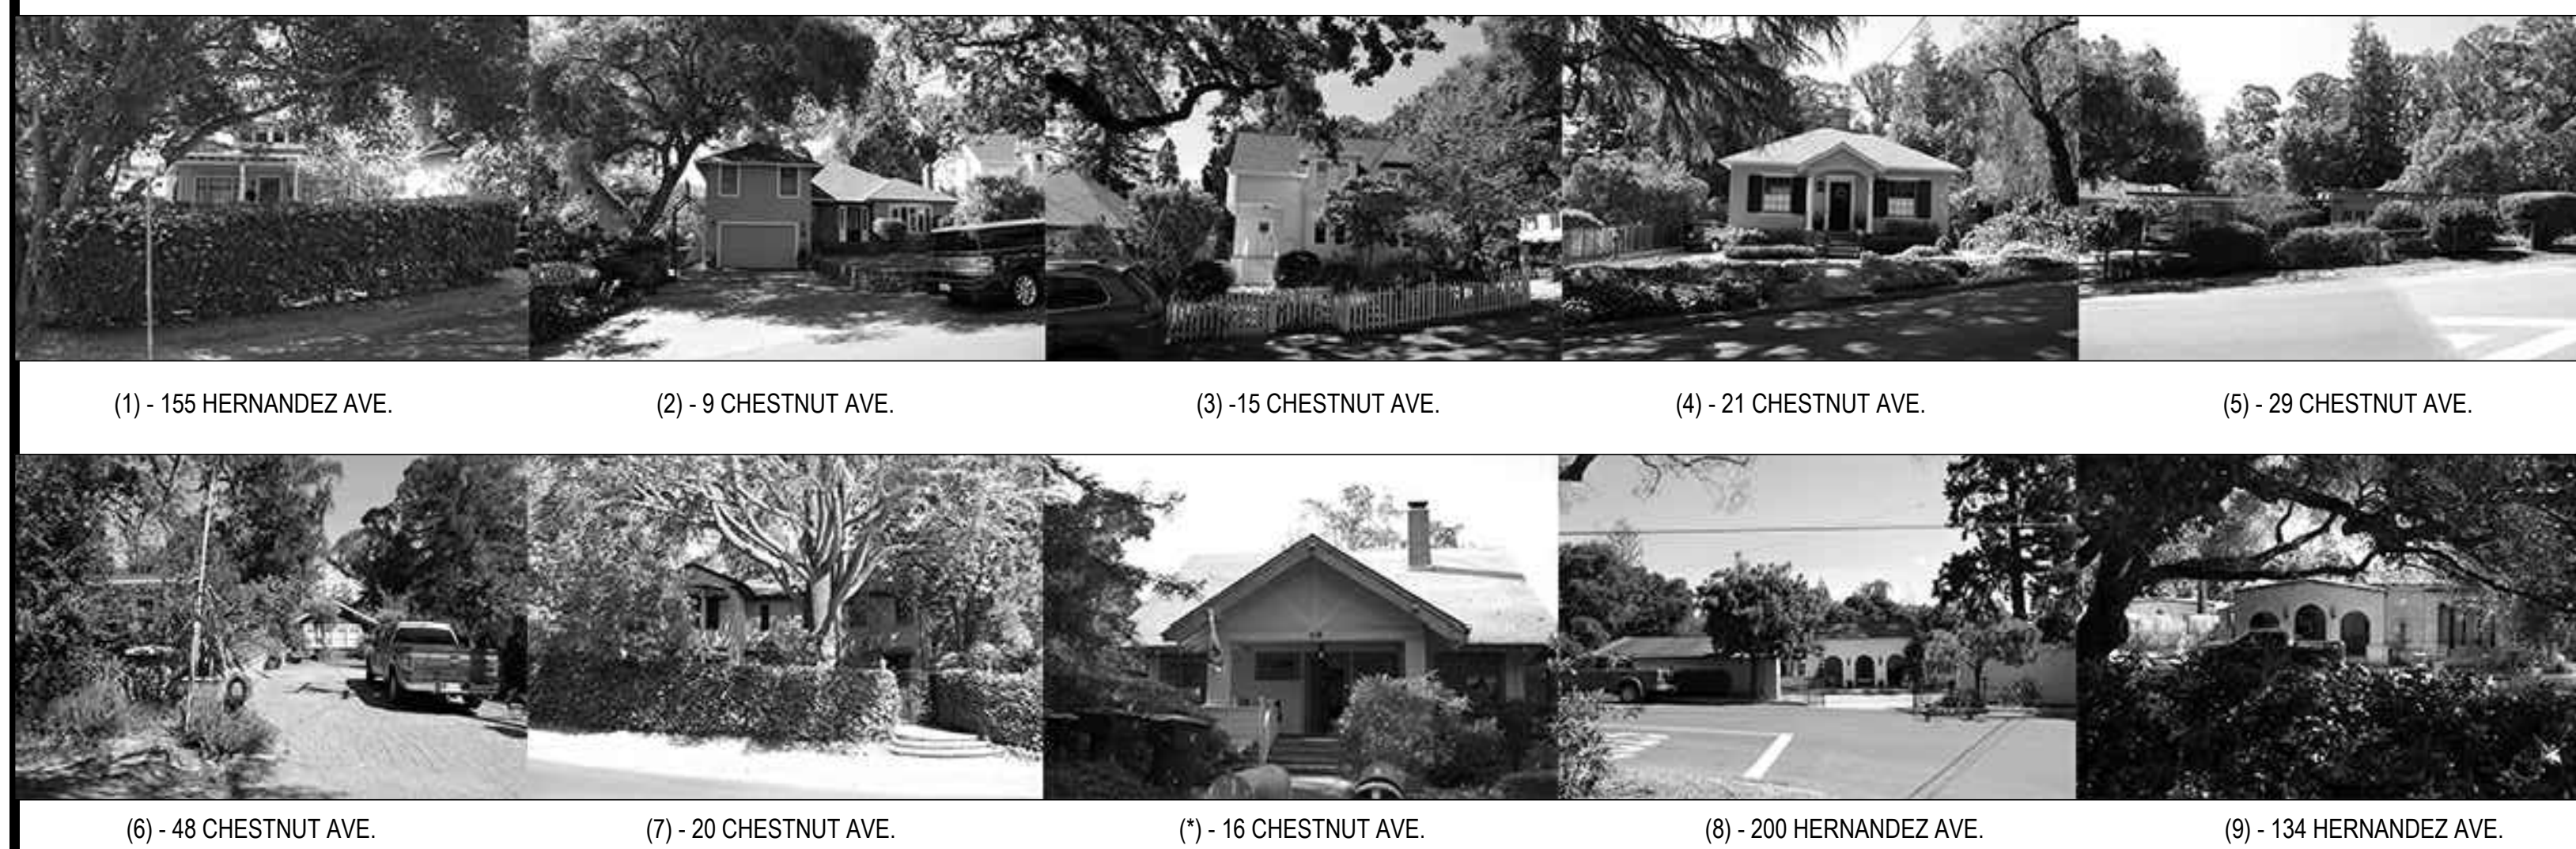 (1) - 155 HERNANDEZ AVE.
(2) - 9 CHESTNUT AVE.
(3) -15 CHESTNUT AVE.
(4) - 21 CHESTNUT AVE.
(5) - 29 CHESTNUT AVE.
(6) - 48 CHESTNUT AVE.
(7) - 20 CHESTNUT AVE.
(*) - 16 CHESTNUT AVE.
(8) - 200 HERNANDEZ AVE.
(9) - 134 HERNANDEZ AVE.